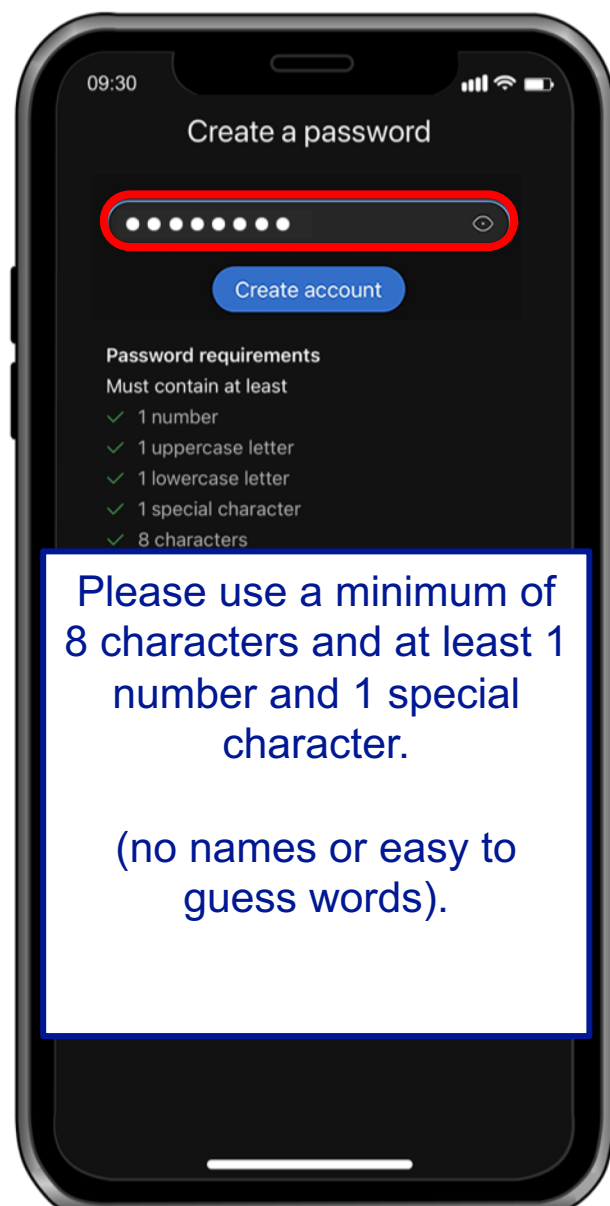 09:30
Create a password
Create account
Password requirements
Must contain at least
1 number
1 uppercase letter
1 lowercase letter
1 special character
8 characters
Please use a minimum of
8 characters and at least 1
number and 1 special
character.
(no names or easy to
guess words).